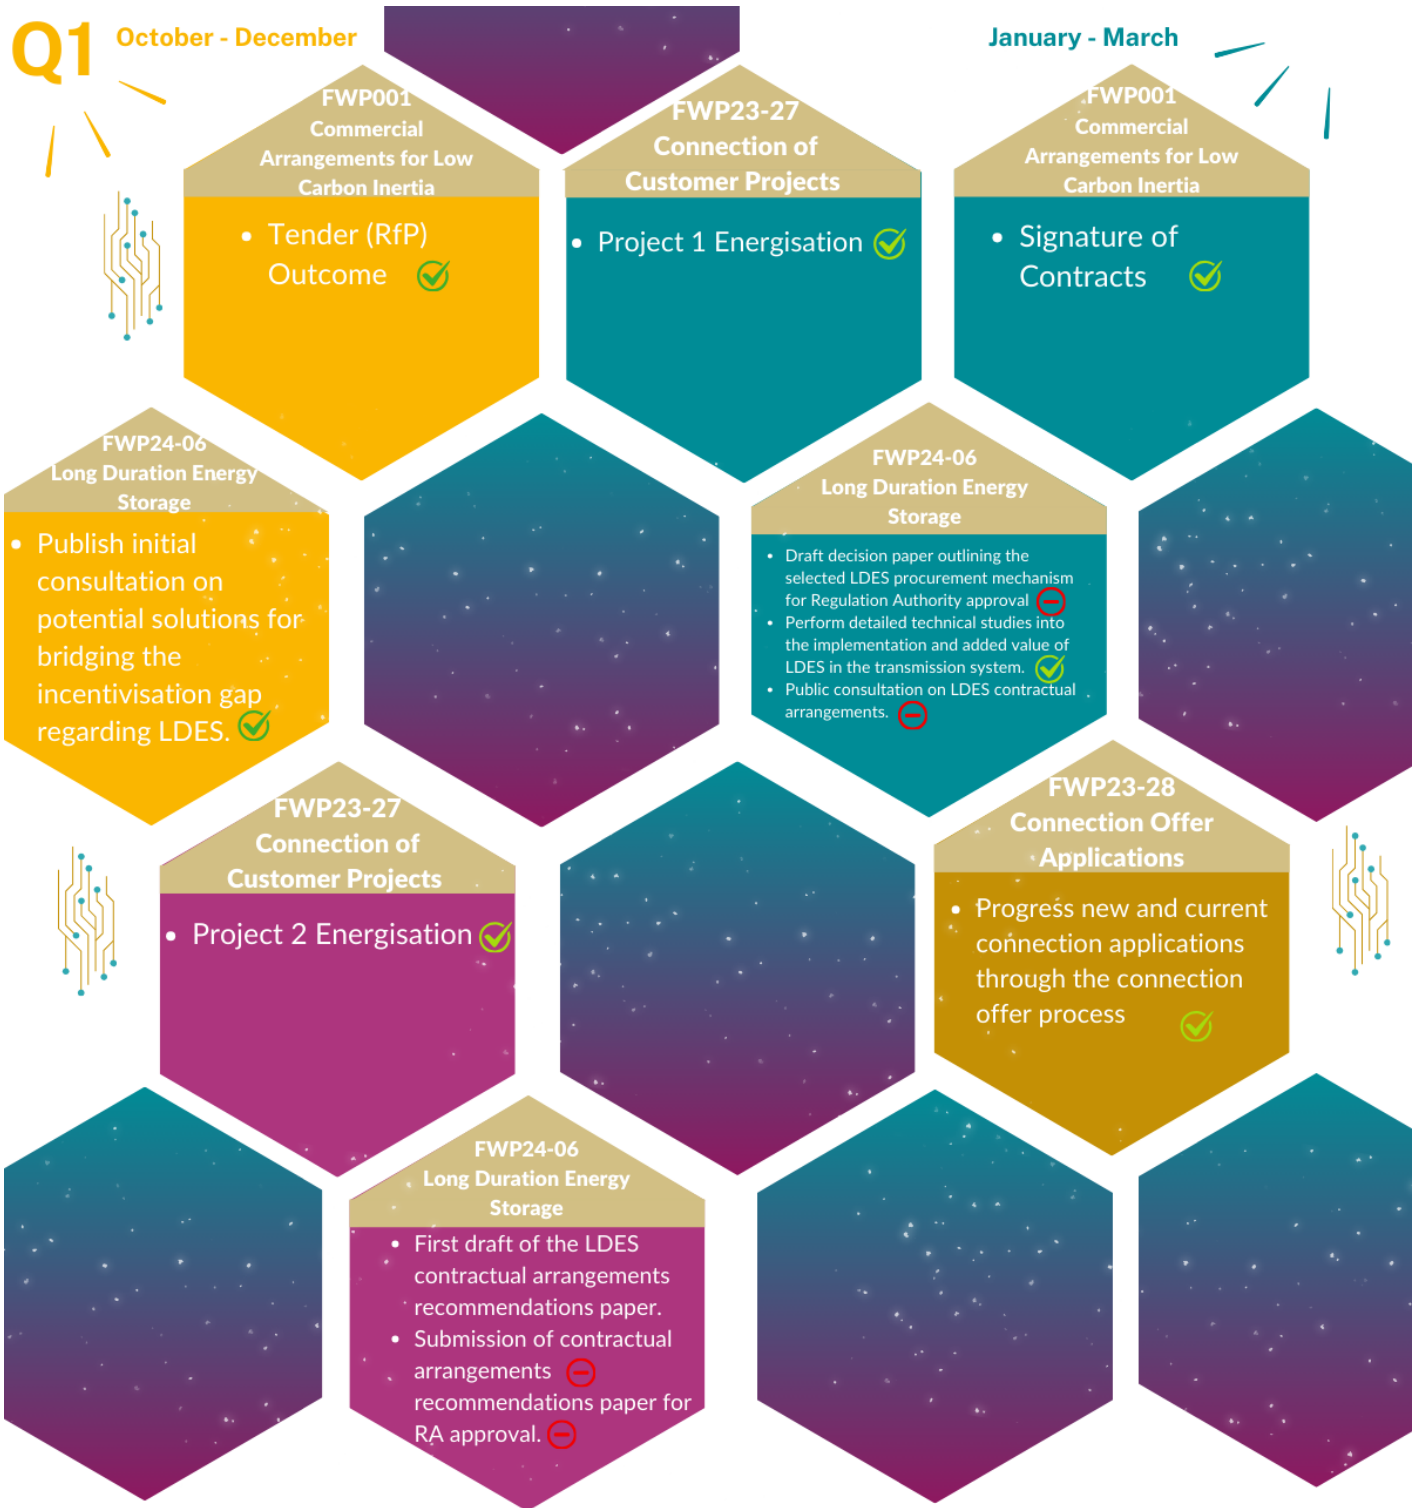 Q1
October - December
January - March
FWP001
Commercial
Arrangements for Low
Carbon Inertia
• Tender (RfP)
Outcome
FWP23-27
Connection of
Customer Projects
• Project 1 Energisation
FWP001
Commercial
Arrangements for Low
Carbon Inertia
• Signature of
Contracts
FWP24-06
Long Duration Energy
Storage
• Publish initial
consultation on
potential solutions for
bridging the
incentivisation gap
regarding LDES.
FWP24-06
Long Duration Energy
Storage
• Draft decision paper outlining the
selected LDES procurement mechanism
for Regulation Authority approval
• Perform detailed technical studies into
the implementation and added value of
LDES in the transmission system.
• Public consultation on LDES contractual
arrangements.
FWP23-27
Connection of
Customer Projects
• Project 2 Energisation
FWP23-28
Connection Offer
Applications
• Progress new and current
connection applications
through the connection
offer process
FWP24-06
Long Duration Energy
Storage
• First draft of the LDES
contractual arrangements
recommendations paper.
• Submission of contractual
arrangements
recommendations paper for
RA approval.